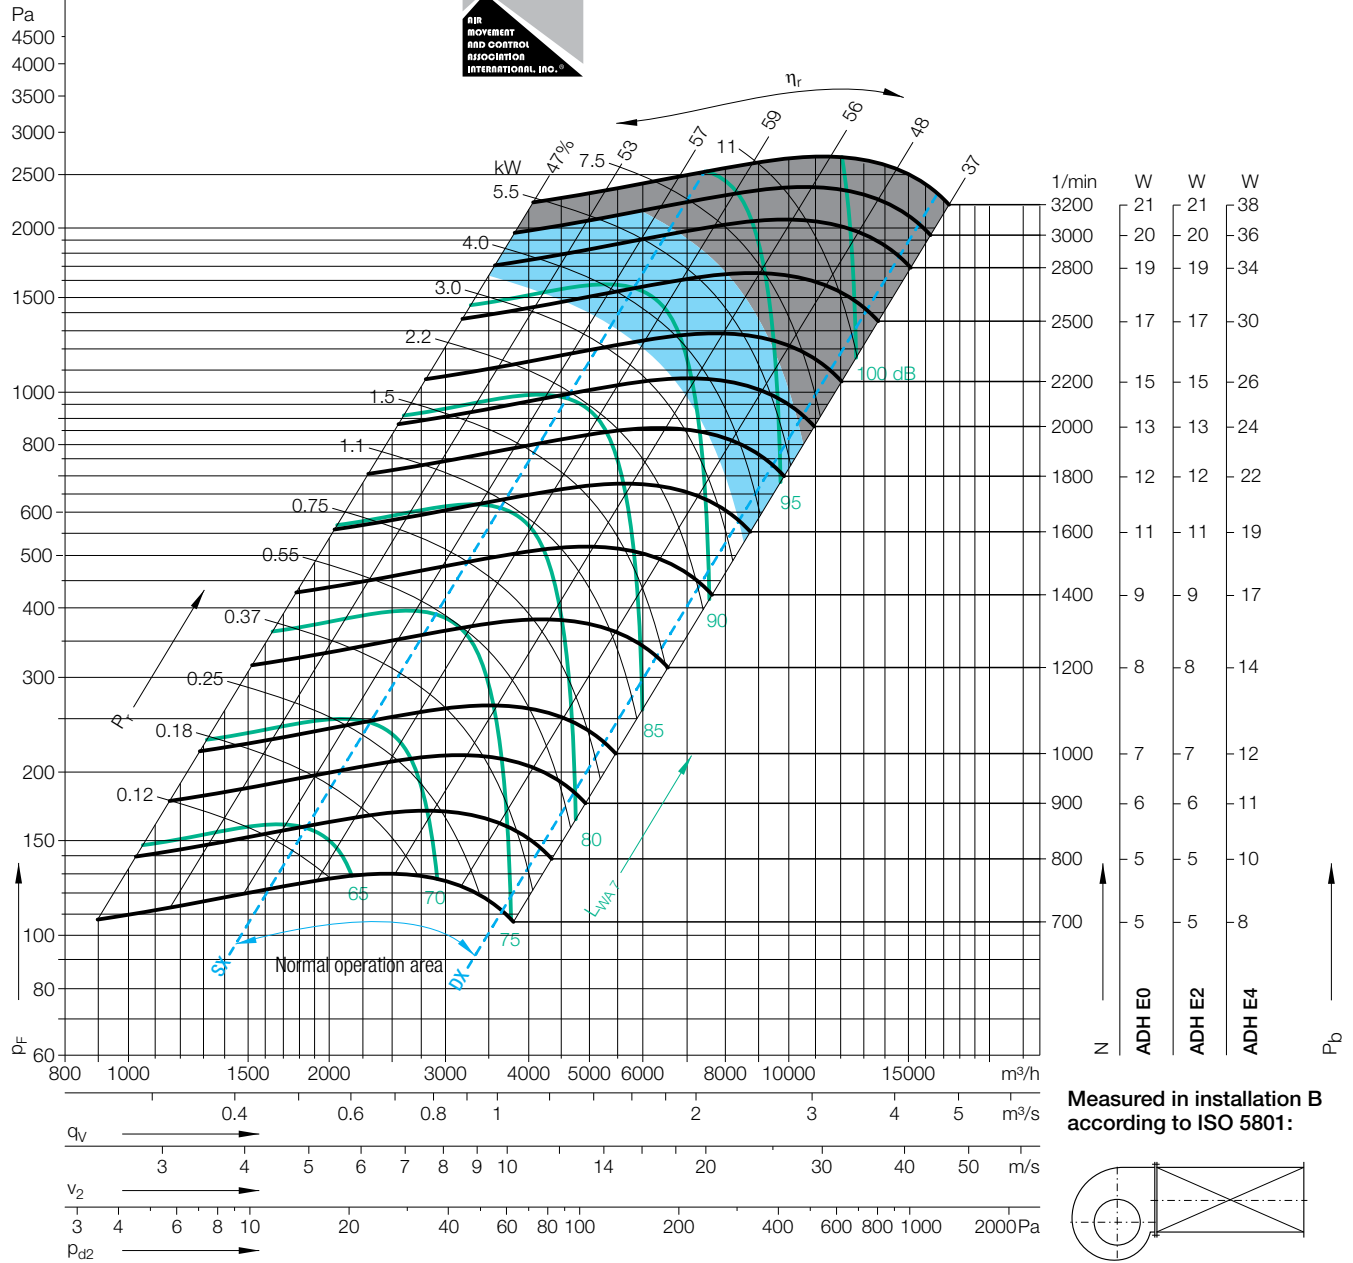 Pa
AIR
MOVEMENT
AND CONTROL
ASSOCIATION
INTERNATIONAL, INC.®
4500
4000
3500
3000
2500
2000
1500
1000
800
600
500
400
300
200
150
100
80
60
pF
ηr
47%
53
57
59
56
48
37
kW
11
7.5
5.5
4.0
3.0
2.2
1.5
1.1
0.75
0.55
0.37
0.25
0.18
0.12
Pr
100 dB
95
90
85
80
75
70
65
LWA 7
SX
Normal operation area
DX
1/min W W W
3200 21 21 38
3000 20 20 36
2800 19 19 34
2500 17 17 30
2200 15 15 26
2000 13 13 24
1800 12 12 22
1600 11 11 19
1400 9 9 17
1200 8 8 14
1000 7 7 12
900 6 6 11
800 5 5 10
700 5 5 8
N ADH E0 ADH E2 ADH E4 Pb
800 1000 1500 2000 3000 4000 5000 6000 8000 10000 15000 m³/h
0.4 0.6 0.8 1 2 3 4 5 m³/s
qV
3 4 5 6 7 8 9 10 14 20 30 40 50 m/s
v2
3 4 6 8 10 20 40 60 80 100 200 400 600 800 1000 2000 Pa
pd2
Measured in installation B
according to ISO 5801: